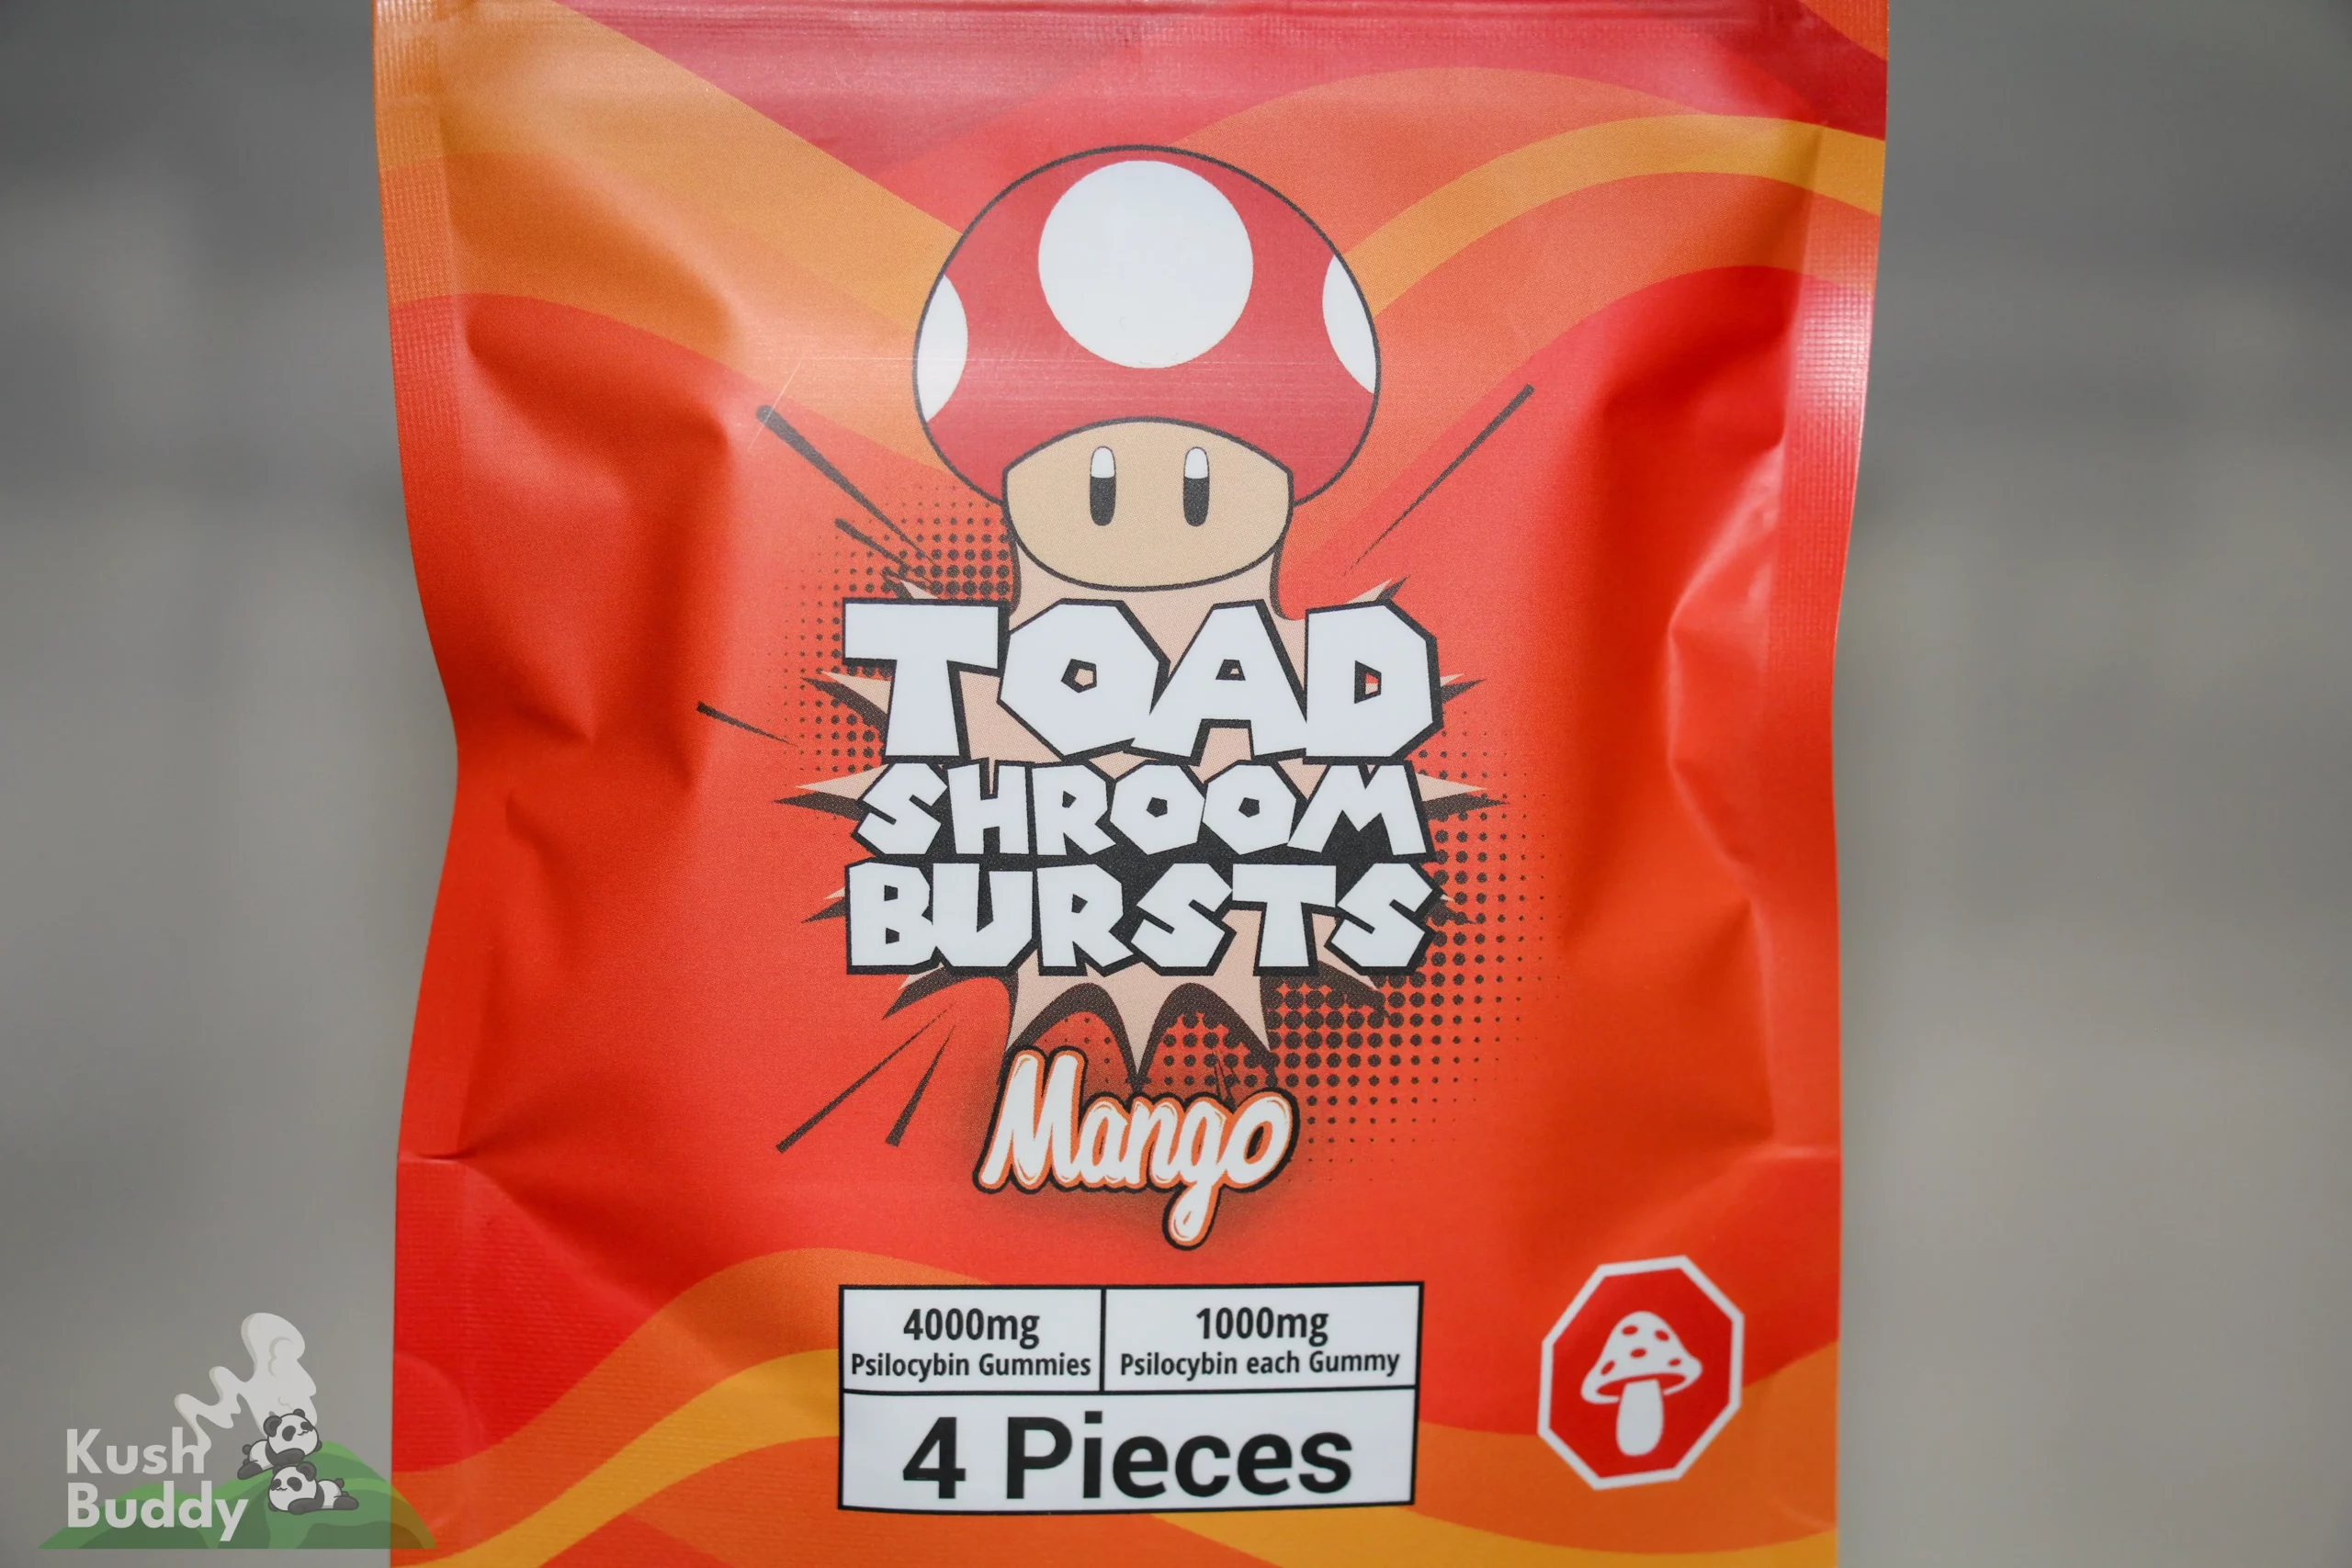 TOAD
SHROOM
BURSTS
Mango
4000mg
Psilocybin Gummies
1000mg
Psilocybin each Gummy
4 Pieces
Kush
Buddy